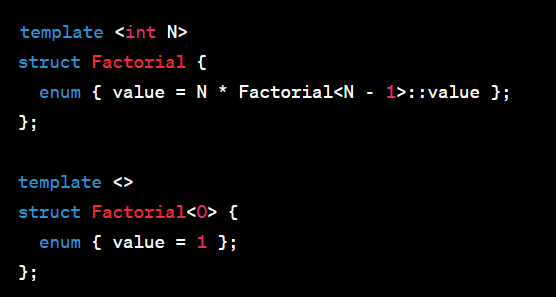 template <int N>
struct Factorial {
  enum { value = N * Factorial<N - 1>::value };
};

template <>
struct Factorial<0> {
  enum { value = 1 };
};